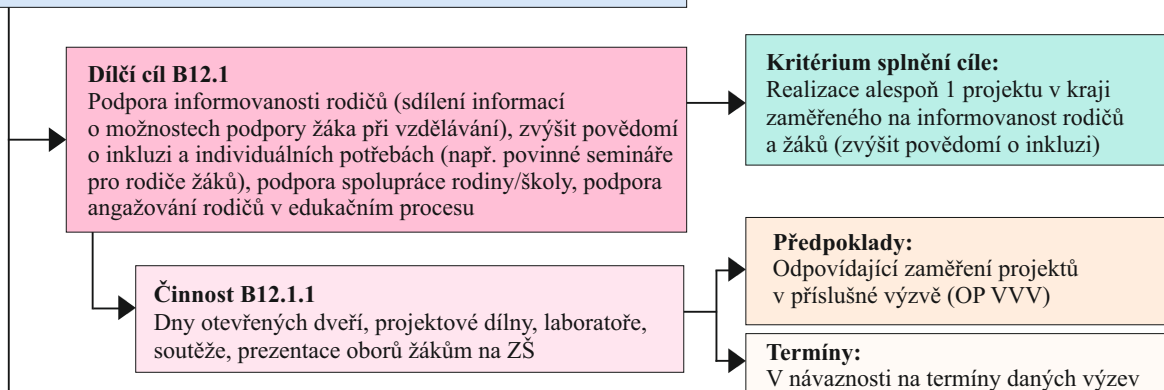 Dílčí cíl B12.1
Podpora informovanosti rodičů (sdílení informací
o možnostech podpory žáka při vzdělávání), zvýšit povědomí
o inkluzi a individuálních potřebách (např. povinné semináře
pro rodiče žáků), podpora spolupráce rodiny/školy, podpora
angažování rodičů v edukačním procesu
Kritérium splnění cíle:
Realizace alespoň 1 projektu v kraji
zaměřeného na informovanost rodičů
a žáků (zvýšit povědomí o inkluzi)
Činnost B12.1.1
Dny otevřených dveří, projektové dílny, laboratoře,
soutěže, prezentace oborů žákům na ZŠ
Předpoklady:
Odpovídající zaměření projektů
v příslušné výzvě (OP VVV)
Termíny:
V návaznosti na termíny daných výzev